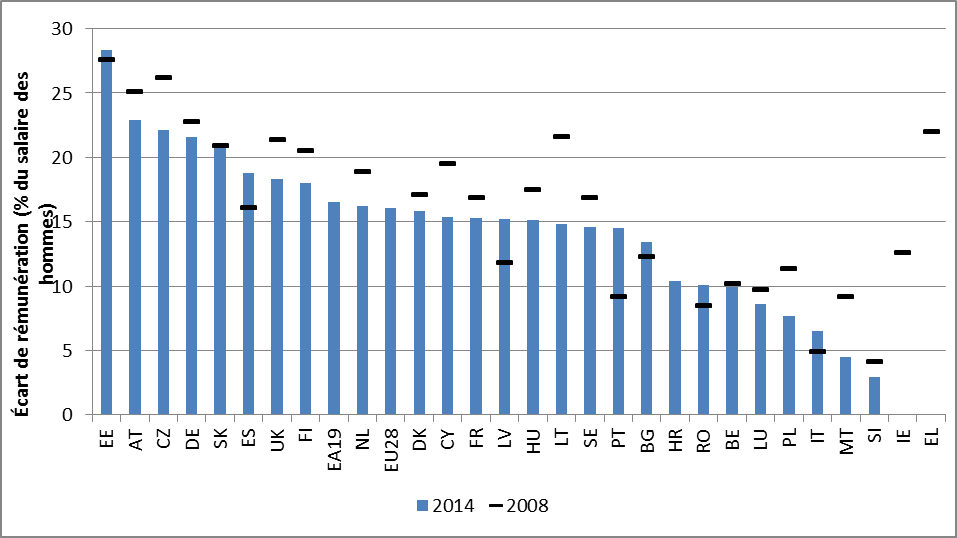 Écart de rémunération (% du salaire des
hommes)
30
25
20
15
10
5
0
EE AT CZ DE SK ES UK FI EA19 NL EU28 DK CY FR LV HU LT SE PT BG HR RO BE LU PL IT MT SI IE EL
2014 2008